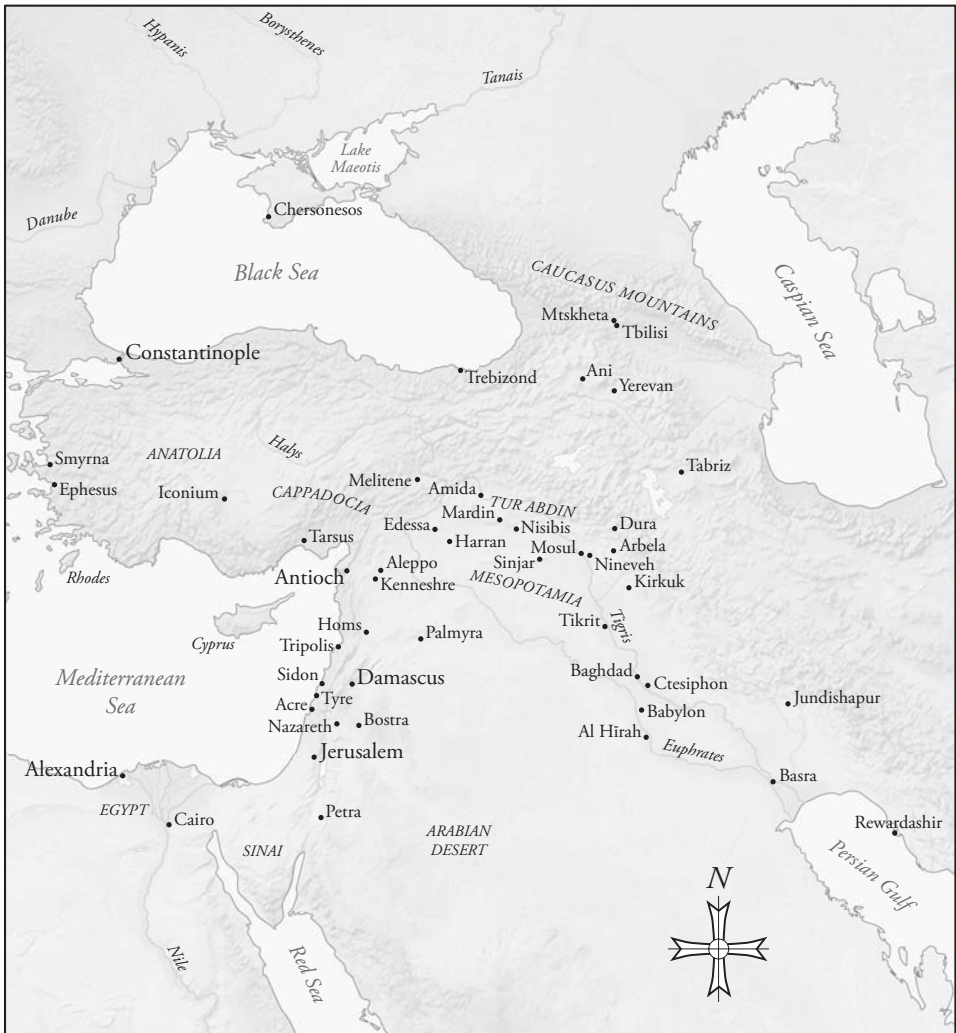 Hypanis
Borysthenes
Tanais
Lake
Maeotis
Danube
Chersonesos
Black Sea
CAUCASUS MOUNTAINS
Caspian Sea
Mtskheta
Tbilisi
Constantinople
Trebizond
Ani
Yerevan
Smyrna
ANATOLIA
Halys
Tabriz
Ephesus
Iconium
CAPPADOCIA
Melitene
Amida
TUR ABDIN
Mardin
Edessa
Nisibis
Dura
Tarsus
Harran
Mosul
Arbela
Sinjar
Nineveh
Rhodes
Antioch
Aleppo
Kenneshre
MESOPOTAMIA
Kirkuk
Homs
Palmyra
Tikrit
Tigris
Cyprus
Tripolis
Mediterranean
Sea
Sidon
Damascus
Baghdad
Ctesiphon
Tyre
Acre
Jundishapur
Nazareth
Bostra
Babylon
Al Hīrah
Jerusalem
Euphrates
Alexandria
Basra
EGYPT
Cairo
Petra
Rewardashir
ARABIAN
DESERT
SINAI
Persian Gulf
N
Nile
Red Sea